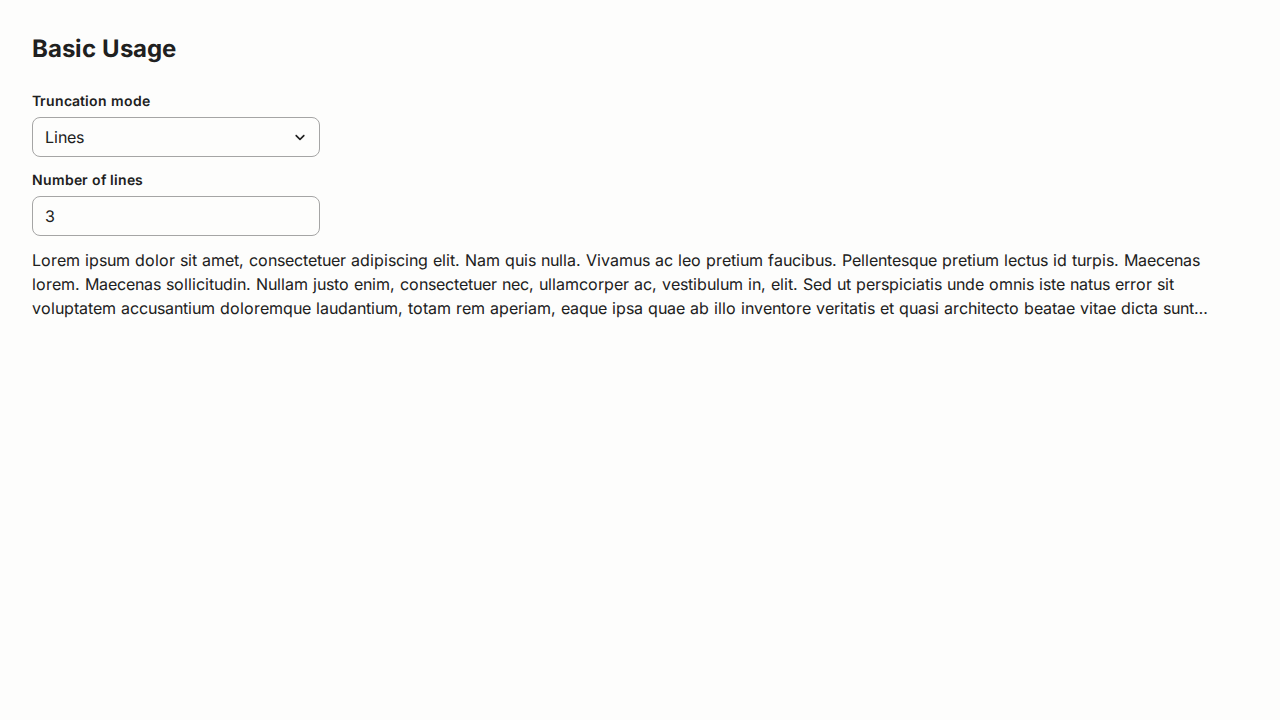 Basic Usage
Truncation mode
Lines
Number of lines
3
Lorem ipsum dolor sit amet, consectetuer adipiscing elit. Nam quis nulla. Vivamus ac leo pretium faucibus. Pellentesque pretium lectus id turpis. Maecenas
lorem. Maecenas sollicitudin. Nullam justo enim, consectetuer nec, ullamcorper ac, vestibulum in, elit. Sed ut perspiciatis unde omnis iste natus error sit
voluptatem accusantium doloremque laudantium, totam rem aperiam, eaque ipsa quae ab illo inventore veritatis et quasi architecto beatae vitae dicta sunt...